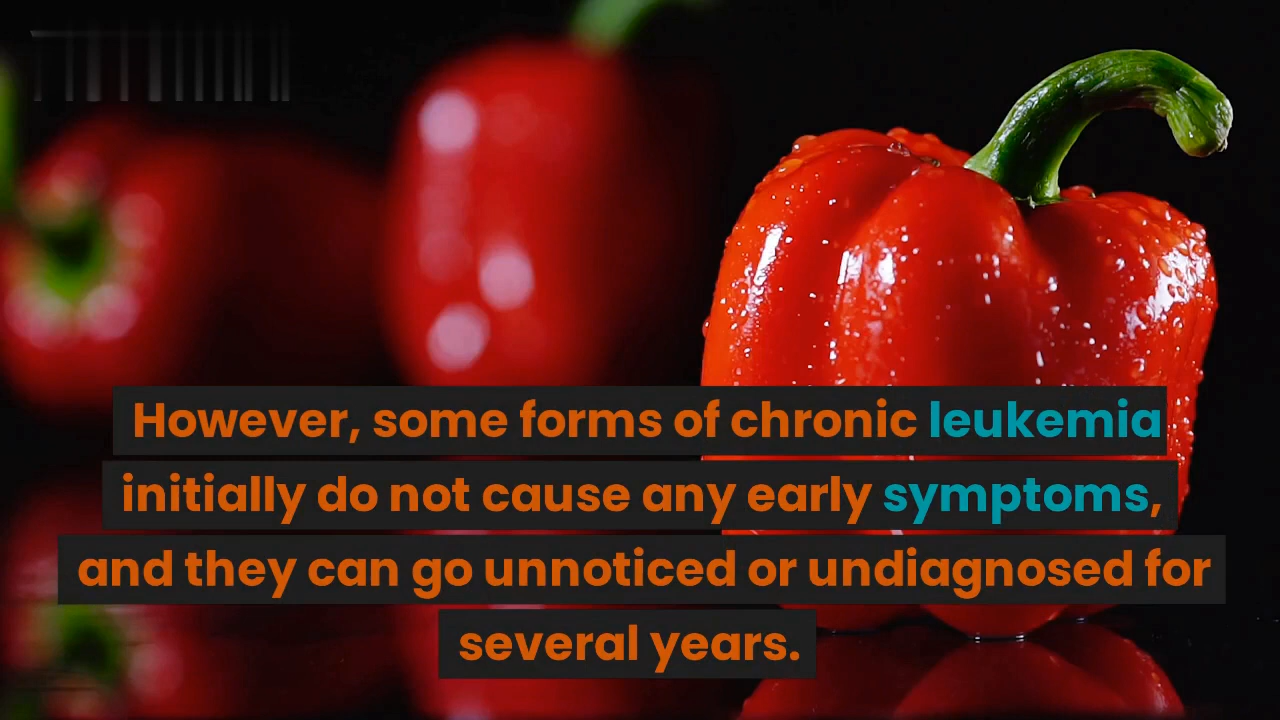 However, some forms of chronic leukemia
initially do not cause any early symptoms,
and they can go unnoticed or undiagnosed for
several years.